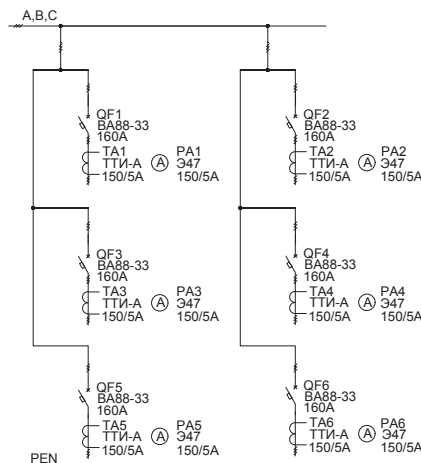 A,B,C
QF1
ВА88-33
160А
TA1
ТТИ-А
150/5А
A
PA1
Э47
150/5А
QF2
ВА88-33
160А
TA2
ТТИ-А
150/5А
A
PA2
Э47
150/5А
QF3
ВА88-33
160А
TA3
ТТИ-А
150/5А
A
PA3
Э47
150/5А
QF4
ВА88-33
160А
TA4
ТТИ-А
150/5А
A
PA4
Э47
150/5А
QF5
ВА88-33
160А
TA5
ТТИ-А
150/5А
A
PA5
Э47
150/5А
QF6
ВА88-33
160А
TA6
ТТИ-А
150/5А
A
PA6
Э47
150/5А
PEN